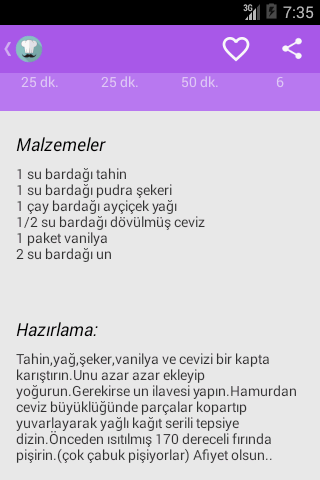 3G 7:35
25 dk. 25 dk. 50 dk. 6
Malzemeler
1 su bardağı tahin
1 su bardağı pudra şekeri
1 çay bardağı ayçiçek yağı
1/2 su bardağı dövülmüş ceviz
1 paket vanilya
2 su bardağı un
Hazırlama:
Tahin,yağ,şeker,vanilya ve cevizi bir kapta
karıştırın.Unu azar azar ekleyip
yoğurun.Gerekirse un ilavesi yapın.Hamurdan
ceviz büyüklüğünde parçalar kopartıp
yuvarlayarak yağlı kağıt serili tepsiye
dizin.Önceden ısıtılmış 170 dereceli fırında
pişirin.(çok çabuk pişiyorlar) Afiyet olsun..